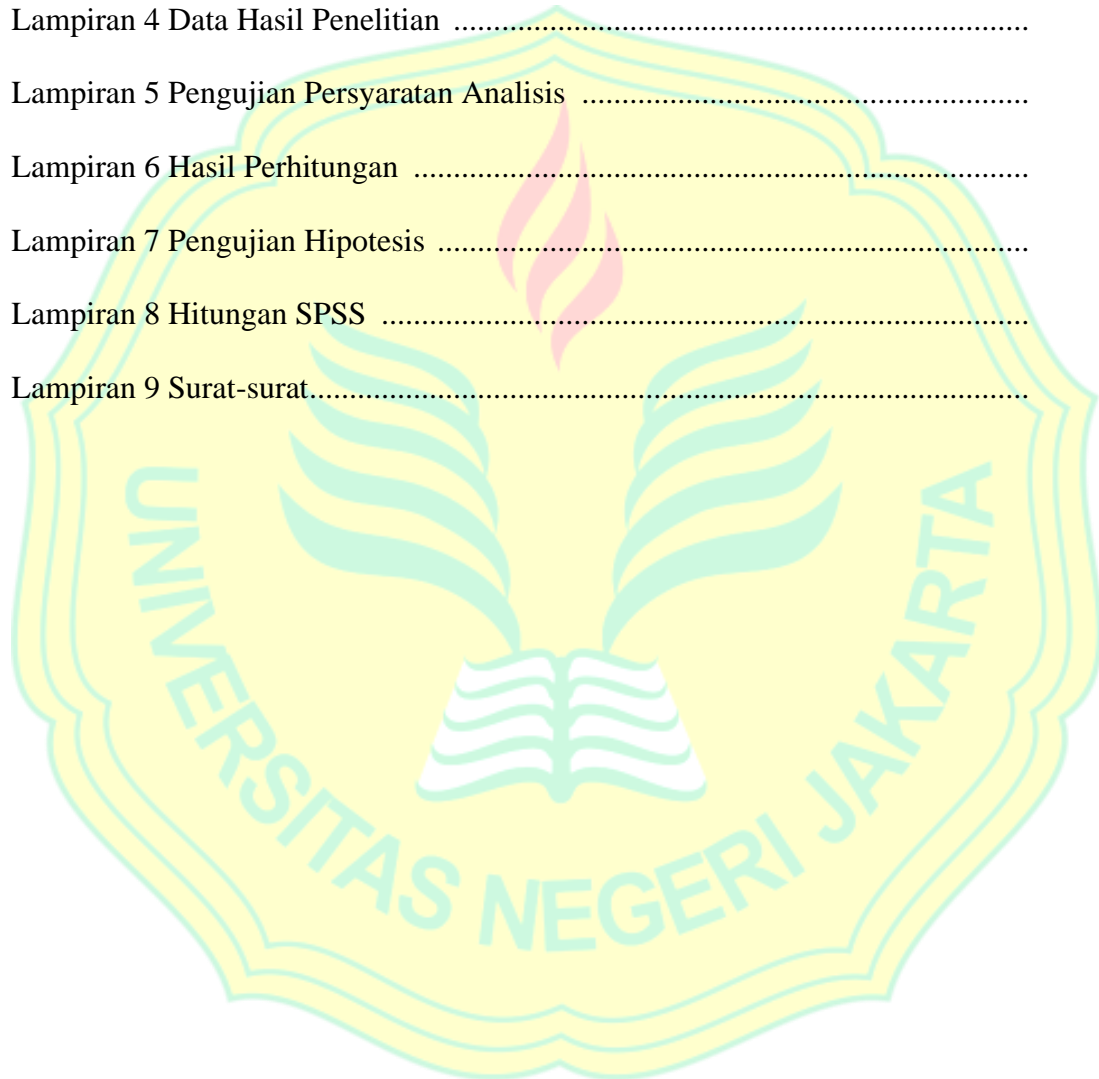 Lampiran 4 Data Hasil Penelitian ........................................................................
Lampiran 5 Pengujian Persyaratan Analisis ........................................................
Lampiran 6 Hasil Perhitungan .............................................................................
Lampiran 7 Pengujian Hipotesis ..........................................................................
Lampiran 8 Hitungan SPSS .................................................................................
Lampiran 9 Surat-surat..........................................................................................
UNIVERSITAS NEGERI JAKARTA